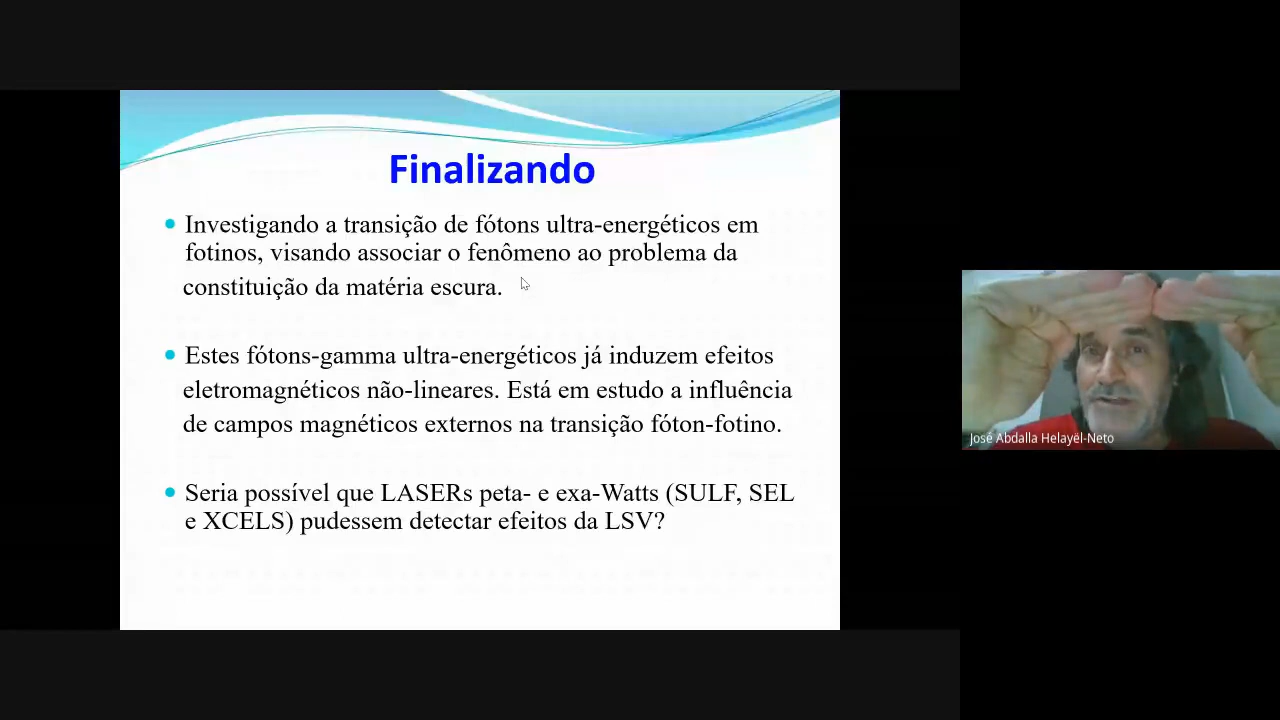 Finalizando
Investigando a transição de fótons ultra-energéticos em
fotinos, visando associar o fenômeno ao problema da
constituição da matéria escura.
Estes fótons-gamma ultra-energéticos já induzem efeitos
eletromagnéticos não-lineares. Está em estudo a influência
de campos magnéticos externos na transição fóton-fotino.
Seria possível que LASERs peta- e exa-Watts (SULF, SEL
e XCELS) pudessem detectar efeitos da LSV?
José Abdalla Helayël-Neto